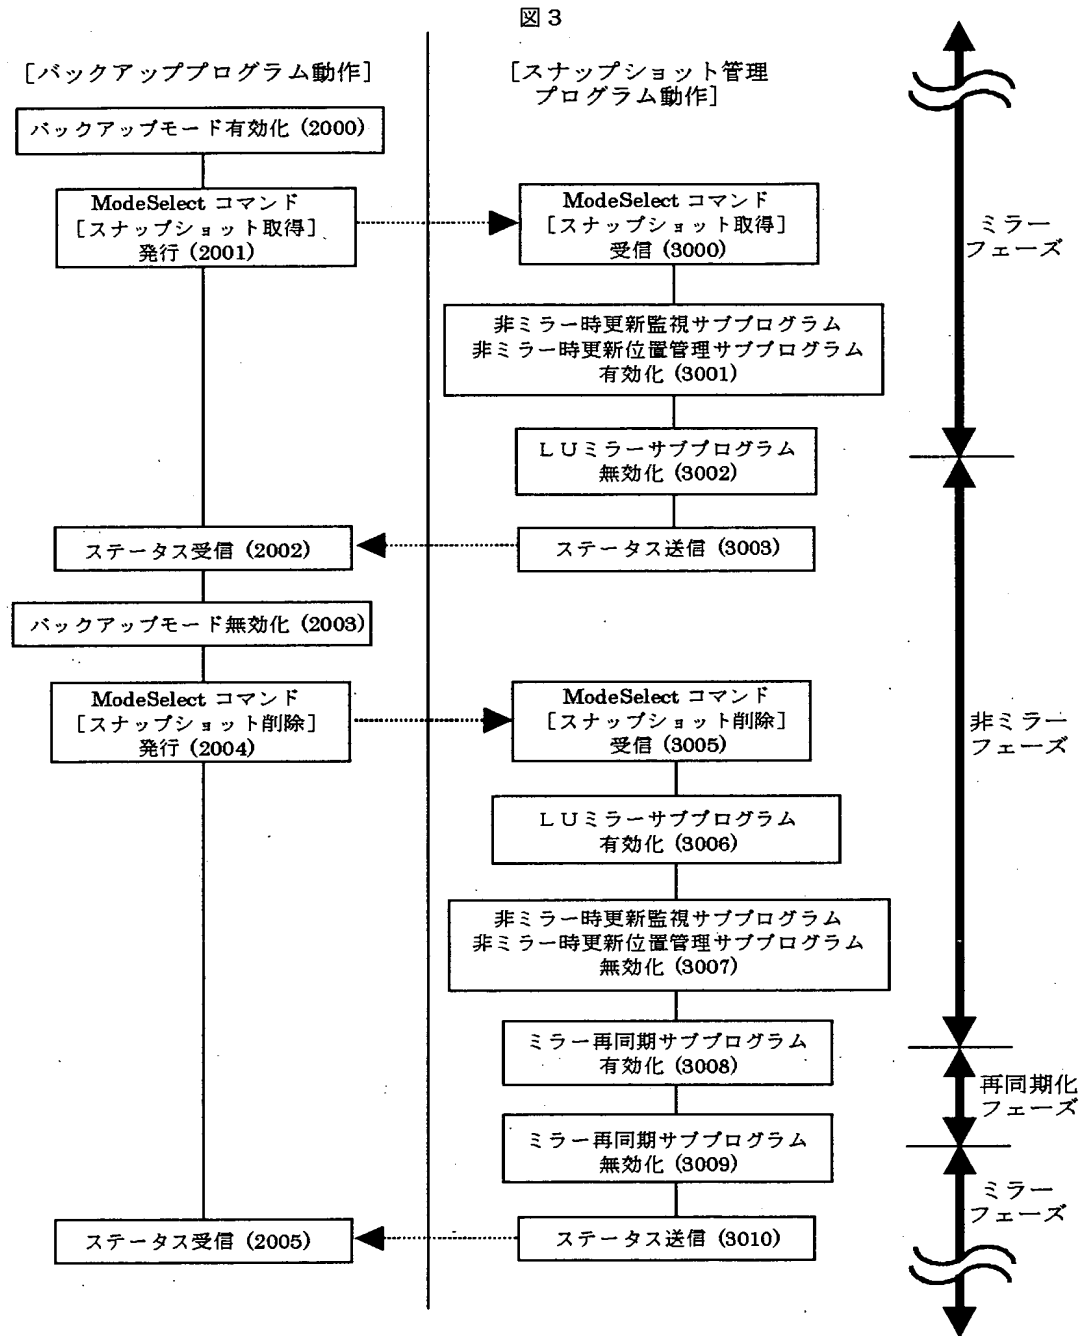 図3
[バックアッププログラム動作]
[スナップショット管理
プログラム動作]
バックアップモード有効化 (2000)
ModeSelect コマンド
[スナップショット取得]
発行 (2001)
ModeSelect コマンド
[スナップショット取得]
受信 (3000)
ミラー
フェーズ
非ミラー時更新監視サブプログラム
非ミラー時更新位置管理サブプログラム
有効化 (3001)
LUミラーサブプログラム
無効化 (3002)
ステータス受信 (2002)
ステータス送信 (3003)
バックアップモード無効化 (2003)
ModeSelect コマンド
[スナップショット削除]
発行 (2004)
ModeSelect コマンド
[スナップショット削除]
受信 (3005)
非ミラー
フェーズ
LUミラーサブプログラム
有効化 (3006)
非ミラー時更新監視サブプログラム
非ミラー時更新位置管理サブプログラム
無効化 (3007)
ミラー再同期サブプログラム
有効化 (3008)
再同期化
フェーズ
ミラー再同期サブプログラム
無効化 (3009)
ミラー
フェーズ
ステータス受信 (2005)
ステータス送信 (3010)